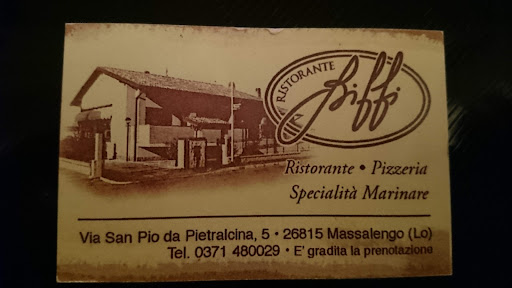 RISTORANTE
Biffi
Ristorante • Pizzeria
Specialità Marinare
Via San Pio da Pietralcina, 5 • 26815 Massalengo (Lo)
Tel. 0371 480029 • E' gradita la prenotazione